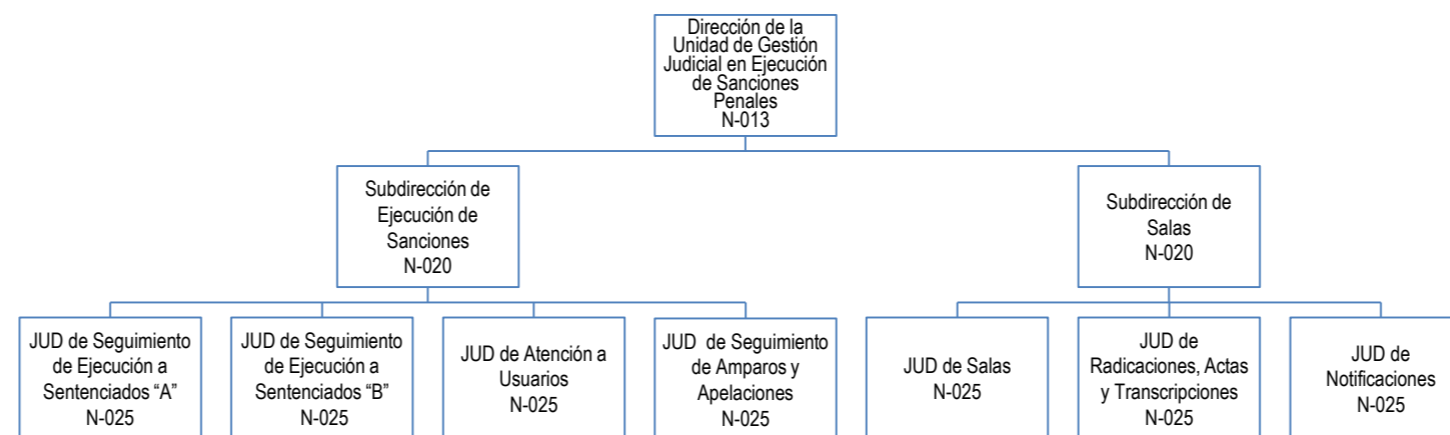 Dirección de la
Unidad de Gestión
Judicial en Ejecución
de Sanciones
Penales
N-013
Subdirección de
Ejecución de
Sanciones
N-020
Subdirección de
Salas
N-020
JUD de Seguimiento
de Ejecución a
Sentenciados “A”
N-025
JUD de Seguimiento
de Ejecución a
Sentenciados “B”
N-025
JUD de Atención a
Usuarios
N-025
JUD de Seguimiento
de Amparos y
Apelaciones
N-025
JUD de Salas
N-025
JUD de
Radicaciones, Actas
y Transcripciones
N-025
JUD de
Notificaciones
N-025